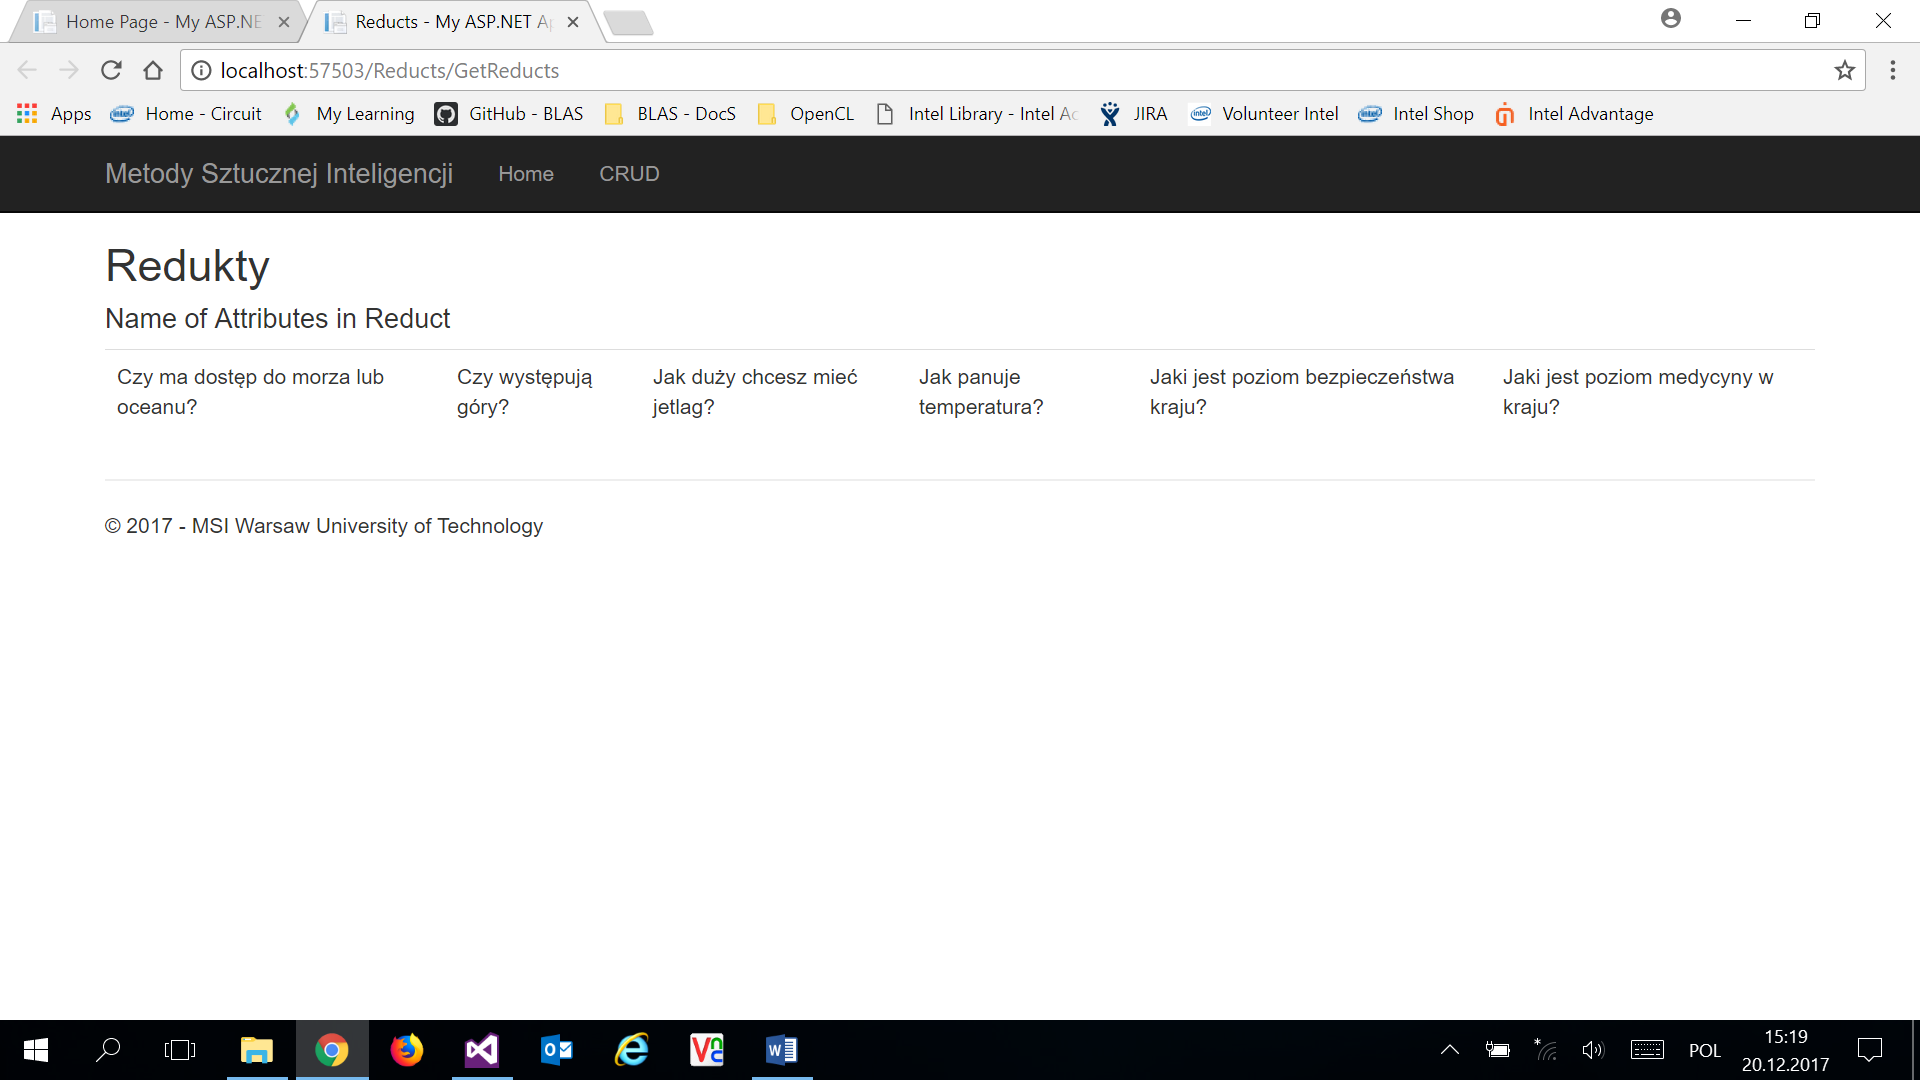 Home Page - My ASP.NE
Reducts - My ASP.NET Ap
localhost:57503/Reducts/GetReducts
Apps
Home - Circuit
My Learning
GitHub - BLAS
BLAS - DocS
OpenCL
Intel Library - Intel Ac
JIRA
Volunteer Intel
Intel Shop
Intel Advantage
Metody Sztucznej Inteligencji
Home
CRUD
Redukty
Name of Attributes in Reduct
Czy ma dostęp do morza lub
oceanu?
Czy występują
góry?
Jak duży chcesz mieć
jetlag?
Jak panuje
temperatura?
Jaki jest poziom bezpieczeństwa
kraju?
Jaki jest poziom medycyny w
kraju?
© 2017 - MSI Warsaw University of Technology
POL
15:19
20.12.2017